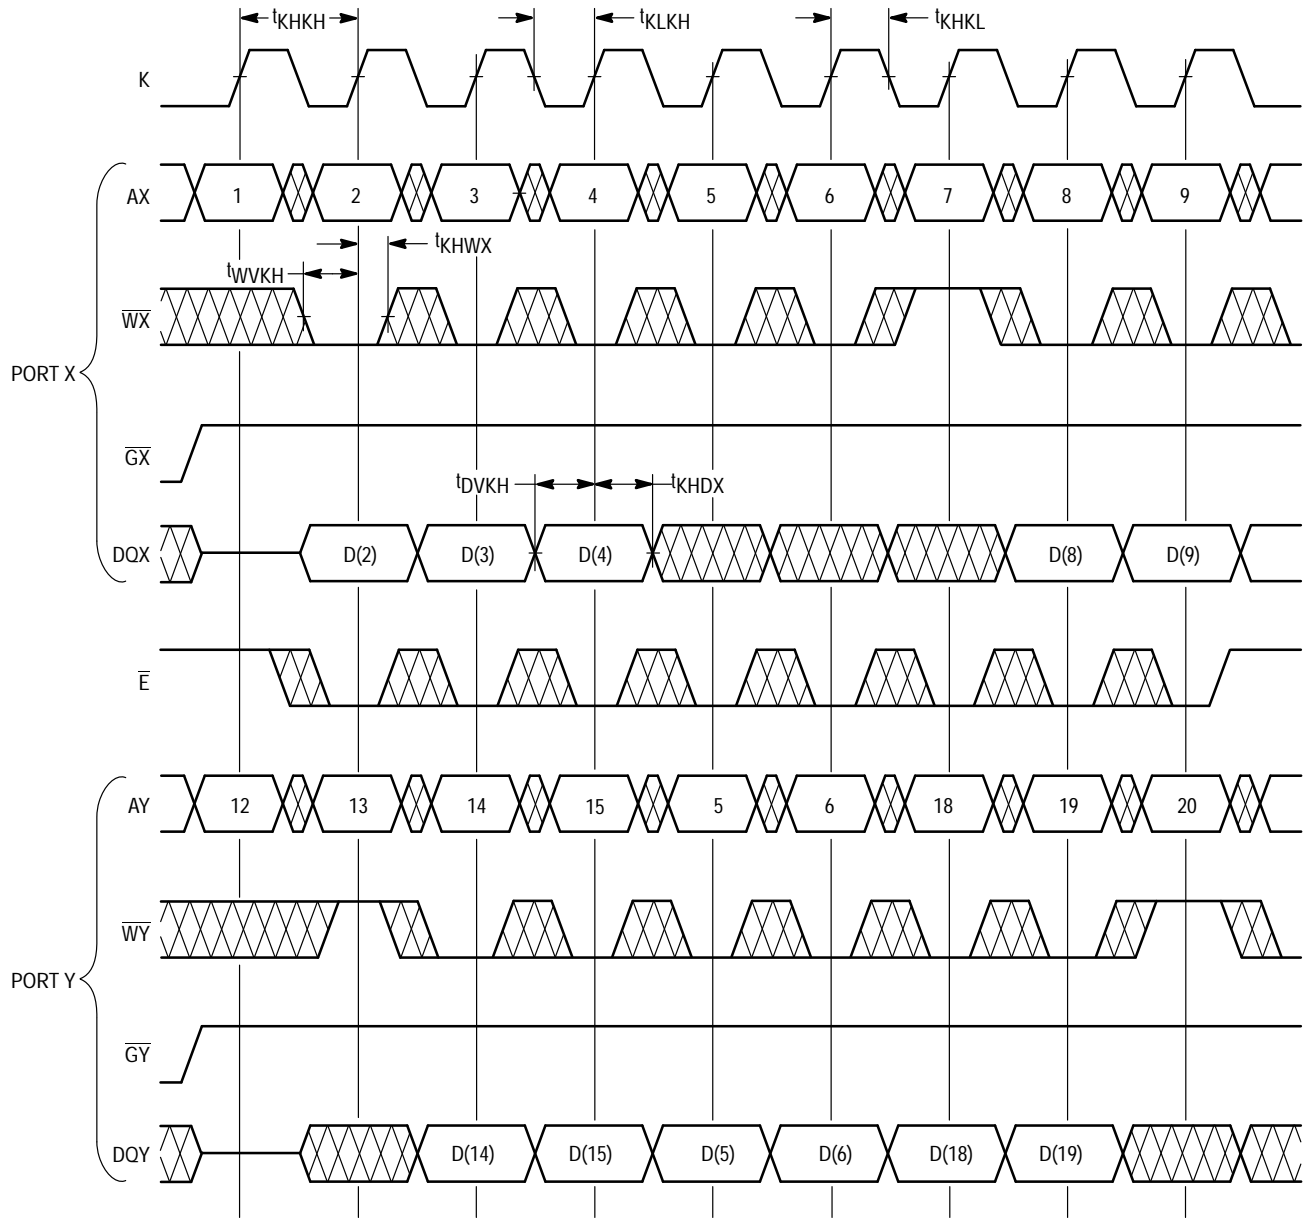 tKHKH tKLKH tKHKL
K
AX 1 2 3 4 5 6 7 8 9
tKHWX
tWVKH
WX
PORT X
GX
tDVKH tKHDX
DQX D(2) D(3) D(4) D(8) D(9)
E
AY 12 13 14 15 5 6 18 19 20
WY
PORT Y
GY
DQY D(14) D(15) D(5) D(6) D(18) D(19)